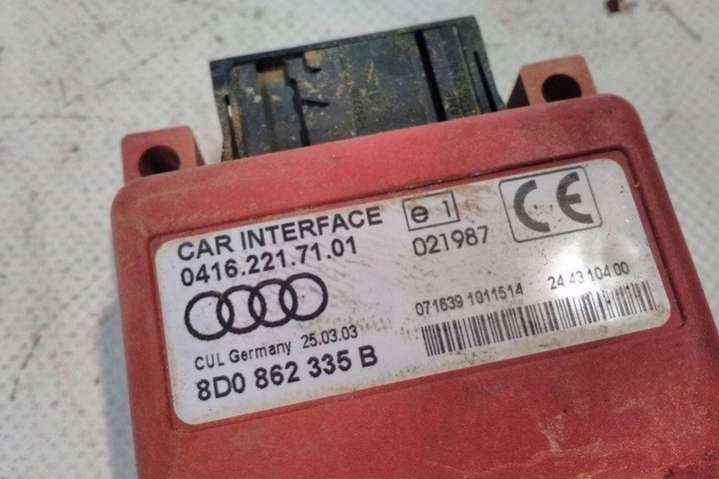 CAR INTERFACE
0416.221.71.01
CUL Germany 25.03.03
8D0 862 335 B
e 1
021987
CE
071639 1911514 24 43 104 00